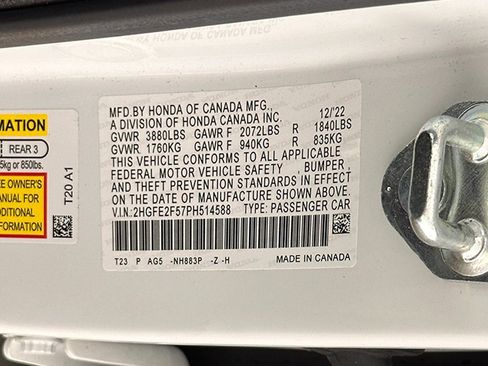 MFD.BY HONDA OF CANADA MFG.,
A DIVISION OF HONDA CANADA INC. 12/'22
GVWR 3880LBS GAWR F 2072LBS R 1840LBS
GVWR 1760KG GAWR F 940KG R 835KG
THIS VEHICLE CONFORMS TO ALL APPLICABLE
FEDERAL MOTOR VEHICLE SAFETY , BUMPER,
AND THEFT PREVENTION STANDARDS IN EFFECT
ON THE DATE OF MANUFACTURE SHOWN ABOVE.
V.I.N:2HGFE2F57PH514588 TYPE: PASSENGER CAR
T23 P AG5 -NH883P -Z -H MADE IN CANADA
REAR 3
or 850lbs.
OWNER'S
MANUAL FOR
T20 A1